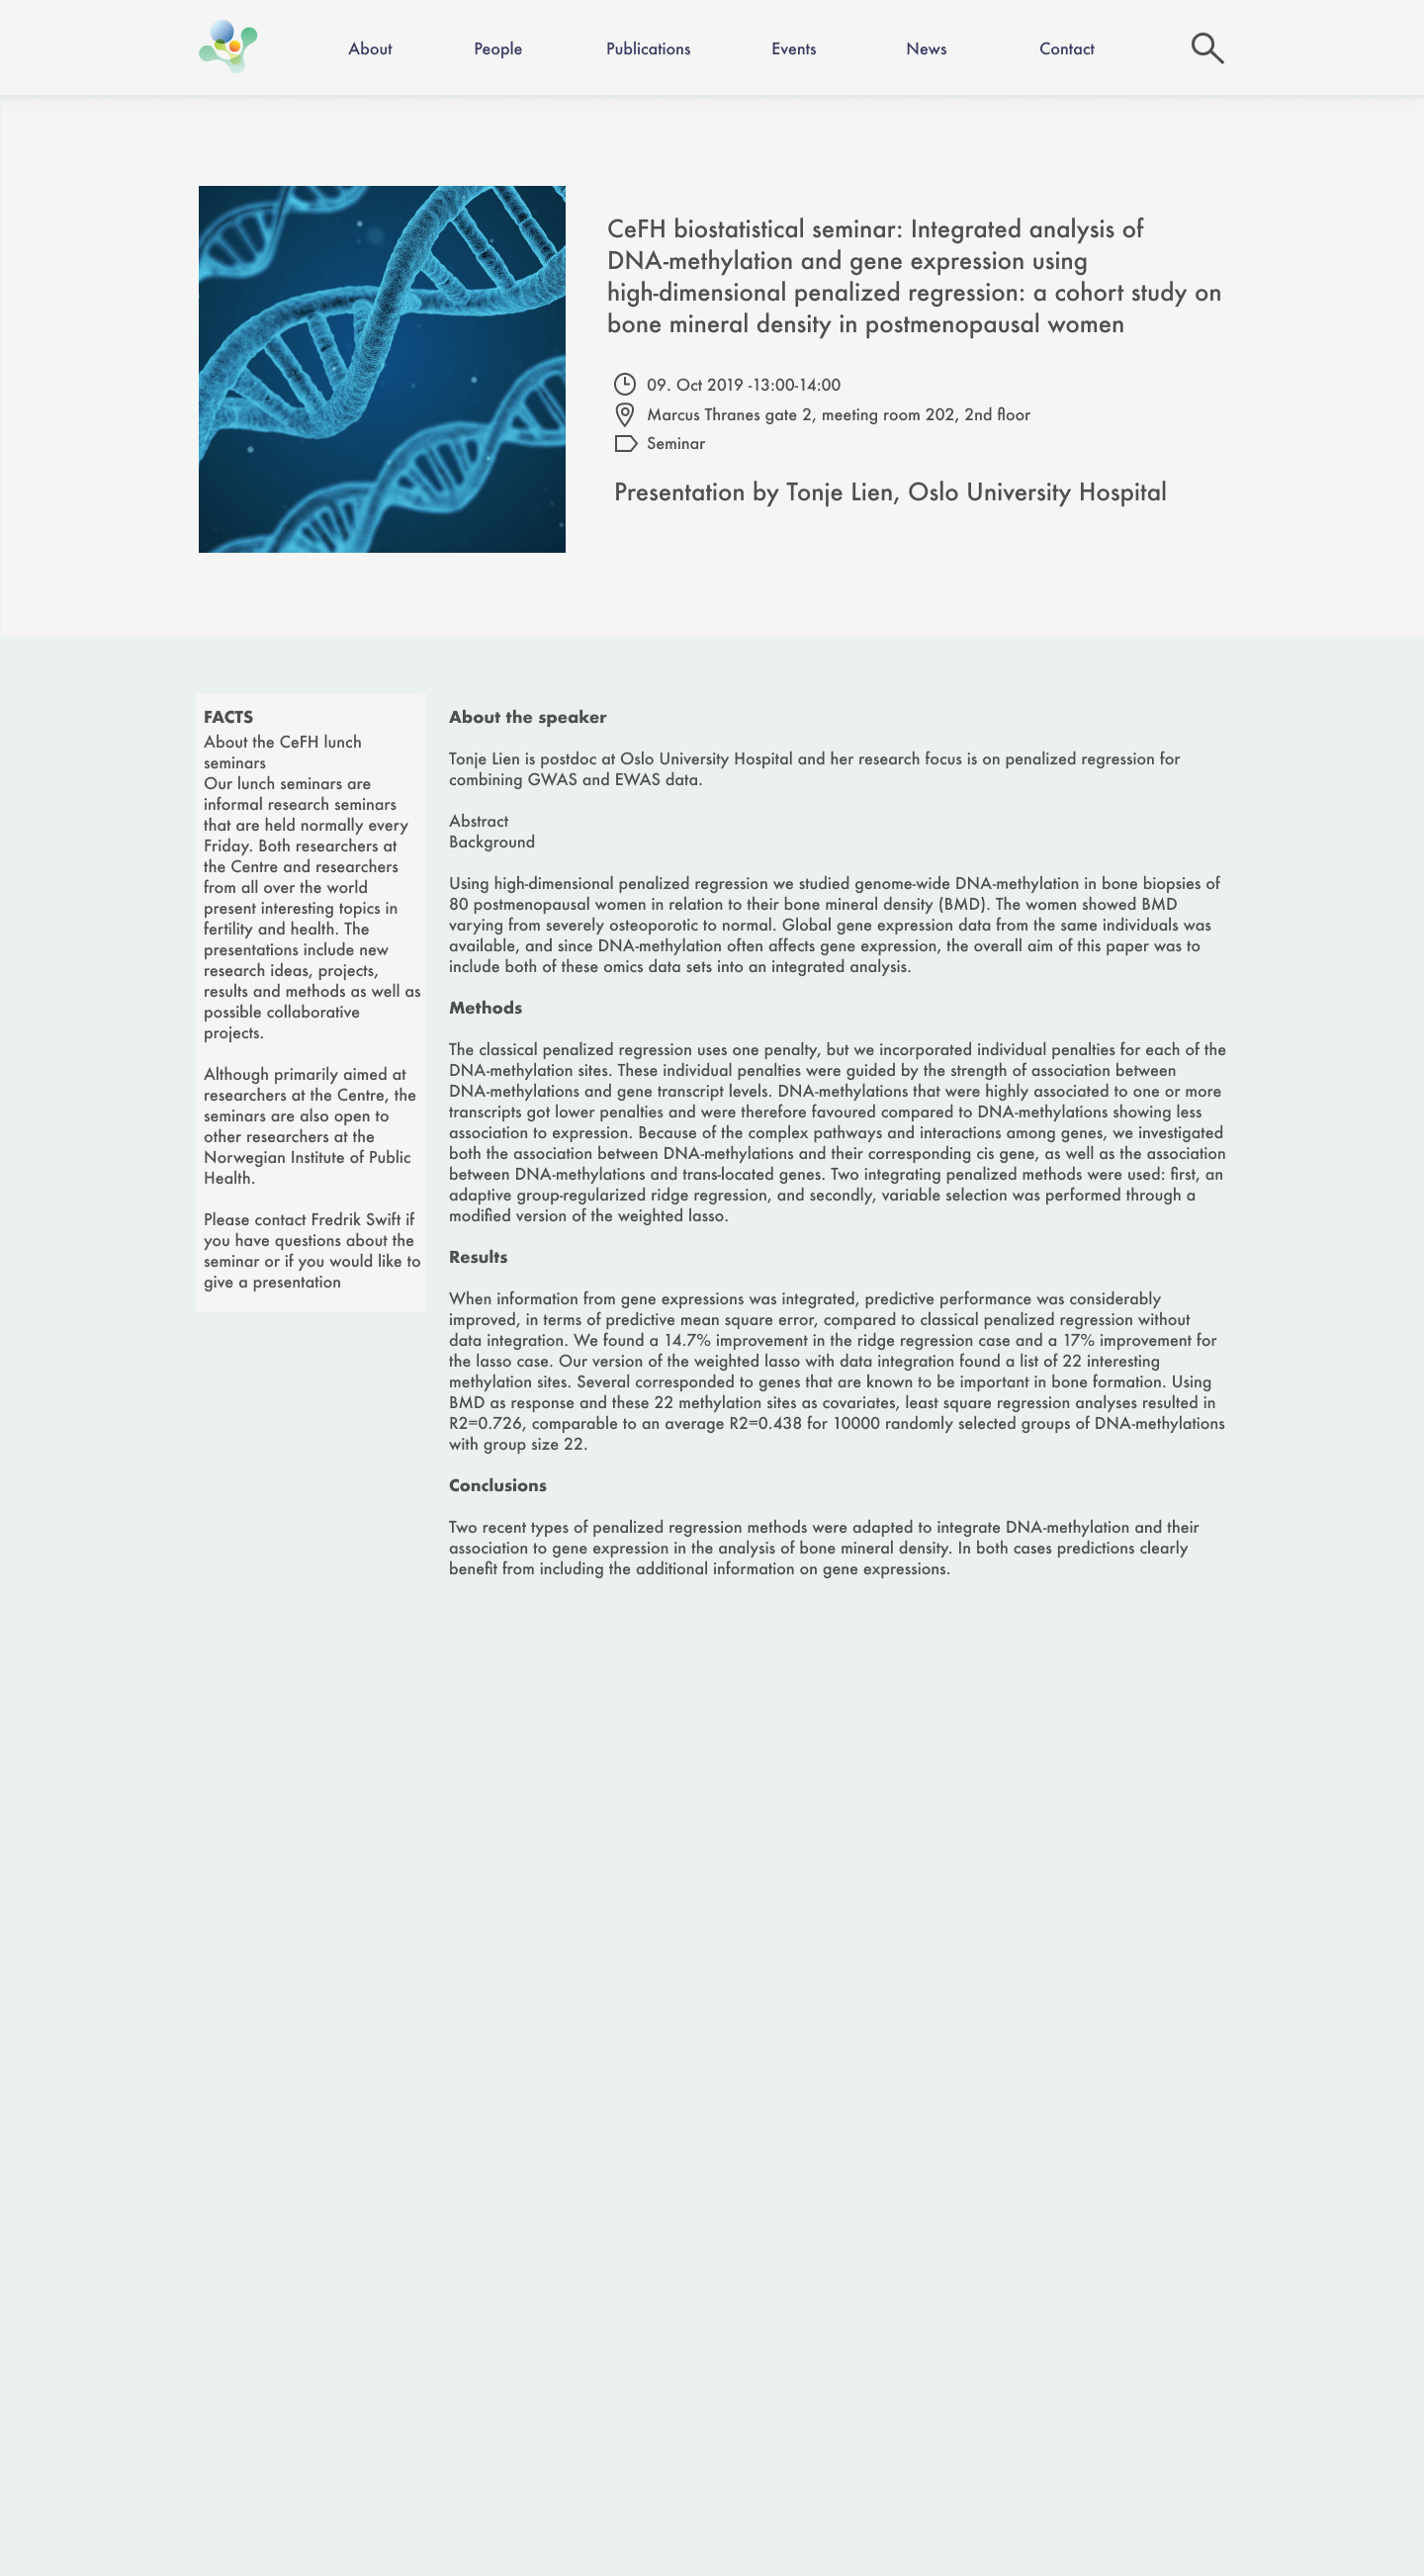 About
People
Publications
Events
News
Contact
CeFH biostatistical seminar: Integrated analysis of
DNA-methylation and gene expression using
high-dimensional penalized regression: a cohort study on
bone mineral density in postmenopausal women
09. Oct 2019 -13:00-14:00
Marcus Thranes gate 2, meeting room 202, 2nd floor
Seminar
Presentation by Tonje Lien, Oslo University Hospital
FACTS
About the CeFH lunch
seminars
Our lunch seminars are
informal research seminars
that are held normally every
Friday. Both researchers at
the Centre and researchers
from all over the world
present interesting topics in
fertility and health. The
presentations include new
research ideas, projects,
results and methods as well as
possible collaborative
projects.
Although primarily aimed at
researchers at the Centre, the
seminars are also open to
other researchers at the
Norwegian Institute of Public
Health.
Please contact Fredrik Swift if
you have questions about the
seminar or if you would like to
give a presentation
About the speaker
Tonje Lien is postdoc at Oslo University Hospital and her research focus is on penalized regression for
combining GWAS and EWAS data.
Abstract
Background
Using high-dimensional penalized regression we studied genome-wide DNA-methylation in bone biopsies of
80 postmenopausal women in relation to their bone mineral density (BMD). The women showed BMD
varying from severely osteoporotic to normal. Global gene expression data from the same individuals was
available, and since DNA-methylation often affects gene expression, the overall aim of this paper was to
include both of these omics data sets into an integrated analysis.
Methods
The classical penalized regression uses one penalty, but we incorporated individual penalties for each of the
DNA-methylation sites. These individual penalties were guided by the strength of association between
DNA-methylations and gene transcript levels. DNA-methylations that were highly associated to one or more
transcripts got lower penalties and were therefore favoured compared to DNA-methylations showing less
association to expression. Because of the complex pathways and interactions among genes, we investigated
both the association between DNA-methylations and their corresponding cis gene, as well as the association
between DNA-methylations and trans-located genes. Two integrating penalized methods were used: first, an
adaptive group-regularized ridge regression, and secondly, variable selection was performed through a
modified version of the weighted lasso.
Results
When information from gene expressions was integrated, predictive performance was considerably
improved, in terms of predictive mean square error, compared to classical penalized regression without
data integration. We found a 14.7% improvement in the ridge regression case and a 17% improvement for
the lasso case. Our version of the weighted lasso with data integration found a list of 22 interesting
methylation sites. Several corresponded to genes that are known to be important in bone formation. Using
BMD as response and these 22 methylation sites as covariates, least square regression analyses resulted in
R2=0.726, comparable to an average R2=0.438 for 10000 randomly selected groups of DNA-methylations
with group size 22.
Conclusions
Two recent types of penalized regression methods were adapted to integrate DNA-methylation and their
association to gene expression in the analysis of bone mineral density. In both cases predictions clearly
benefit from including the additional information on gene expressions.